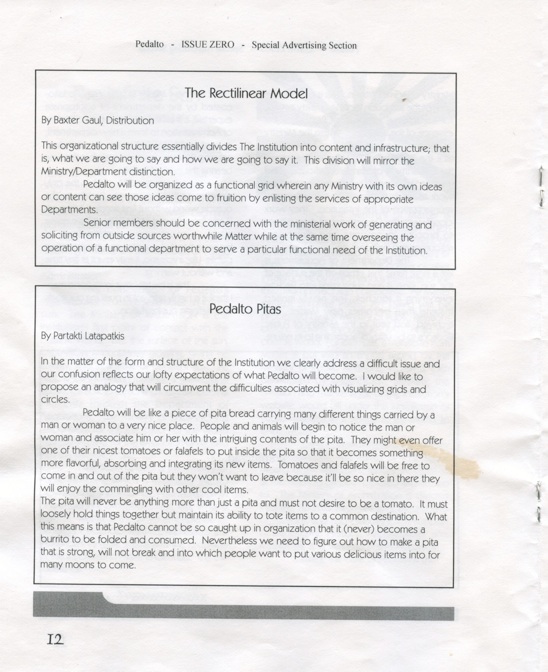 Pedalto - ISSUE ZERO - Special Advertising Section
The Rectilinear Model
By Baxter Gaul, Distribution
This organizational structure essentially divides The Institution into content and infrastructure; that
is, what we are going to say and how we are going to say it. This division will mirror the
Ministry/Department distinction.
Pedalto will be organized as a functional grid wherein any Ministry with its own ideas
or content can see those ideas come to fruition by enlisting the services of appropriate
Departments.
Senior members should be concerned with the ministerial work of generating and
soliciting from outside sources worthwhile Matter while at the same time overseeing the
operation of a functional department to serve a particular functional need of the Institution.
Pedalto Pitas
By Partakti Latapatkis
In the matter of the form and structure of the Institution we clearly address a difficult issue and
our confusion reflects our lofty expectations of what Pedalto will become. I would like to
propose an analogy that will circumvent the difficulties associated with visualizing grids and
circles.
Pedalto will be like a piece of pita bread carrying many different things carried by a
man or woman to a very nice place. People and animals will begin to notice the man or
woman and associate him or her with the intriguing contents of the pita. They might even offer
one of their nicest tomatoes or falafels to put inside the pita so that it becomes something
more flavorful, absorbing and integrating its new items. Tomatoes and falafels will be free to
come in and out of the pita but they won't want to leave because it'll be so nice in there they
will enjoy the commingling with other cool items.
The pita will never be anything more than just a pita and must not desire to be a tomato. It must
loosely hold things together but maintain its ability to tote items to a common destination. What
this means is that Pedalto cannot be so caught up in organization that it (never) becomes a
burrito to be folded and consumed. Nevertheless we need to figure out how to make a pita
that is strong, will not break and into which people want to put various delicious items into for
many moons to come.
12